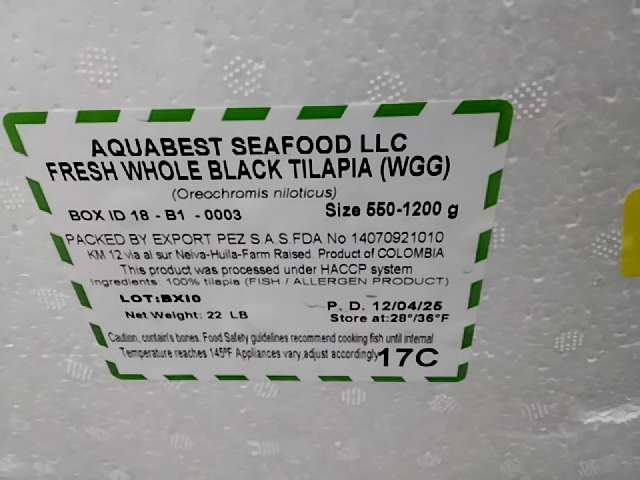 AQUABEST SEAFOOD LLC
FRESH WHOLE BLACK TILAPIA (WGG)
(Oreochromis niloticus)
BOX ID 18 - B1 - 0003 Size 550-1200 g
PACKED BY EXPORT PEZ S.A.S.FDA No 14070921010
KM 12 via al sur Neiva-Huila-Farm Raised. Product of COLOMBIA
This product was processed under HACCP system
Ingredients: 100% tilapia (FISH / ALLERGEN PRODUCT)
LOT:BXI0 P. D. 12/04/25
Net Weight: 22 LB Store at:28°/36°F
Caution, contain's bones. Food Safety guidelines recommend cooking fish until internal
Temperature reaches 145ºF Appliances vary,adjust accordingly 17C